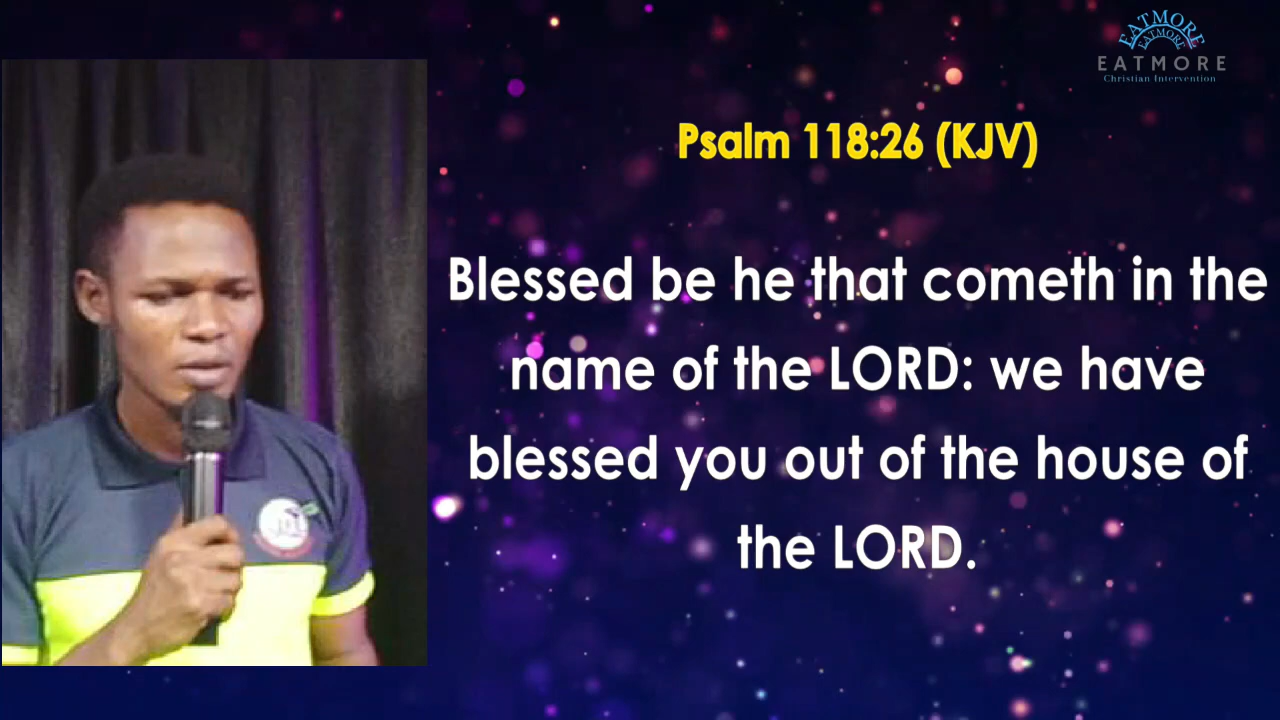 EATMORE
EATMORE
EATMORE
Christian Intervention
Psalm 118:26 (KJV)
Blessed be he that cometh in the
name of the LORD: we have
blessed you out of the house of
the LORD.